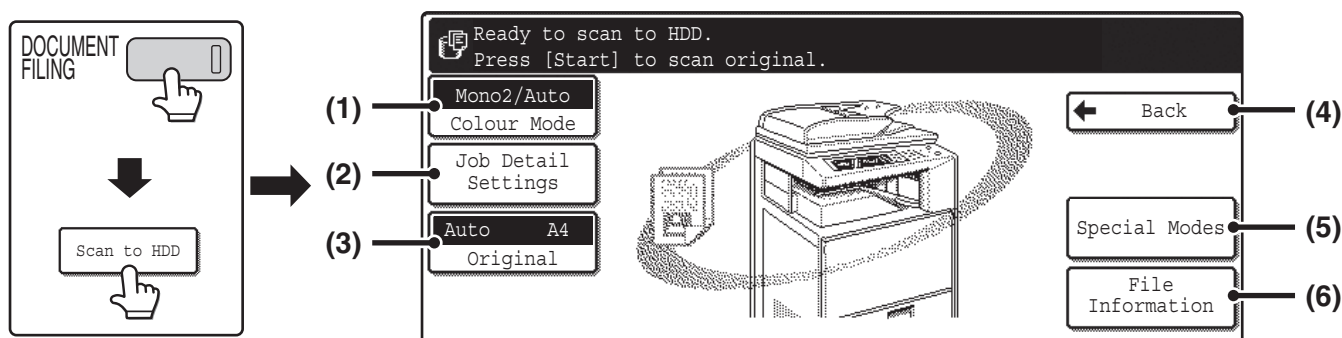 DOCUMENT
FILING
Scan to HDD
Ready to scan to HDD.
Press [Start] to scan original.
(1)
Mono2/Auto
Colour Mode
(2)
Job Detail
Settings
(3)
Auto A4
Original
Back
(4)
Special Modes
(5)
File
Information
(6)